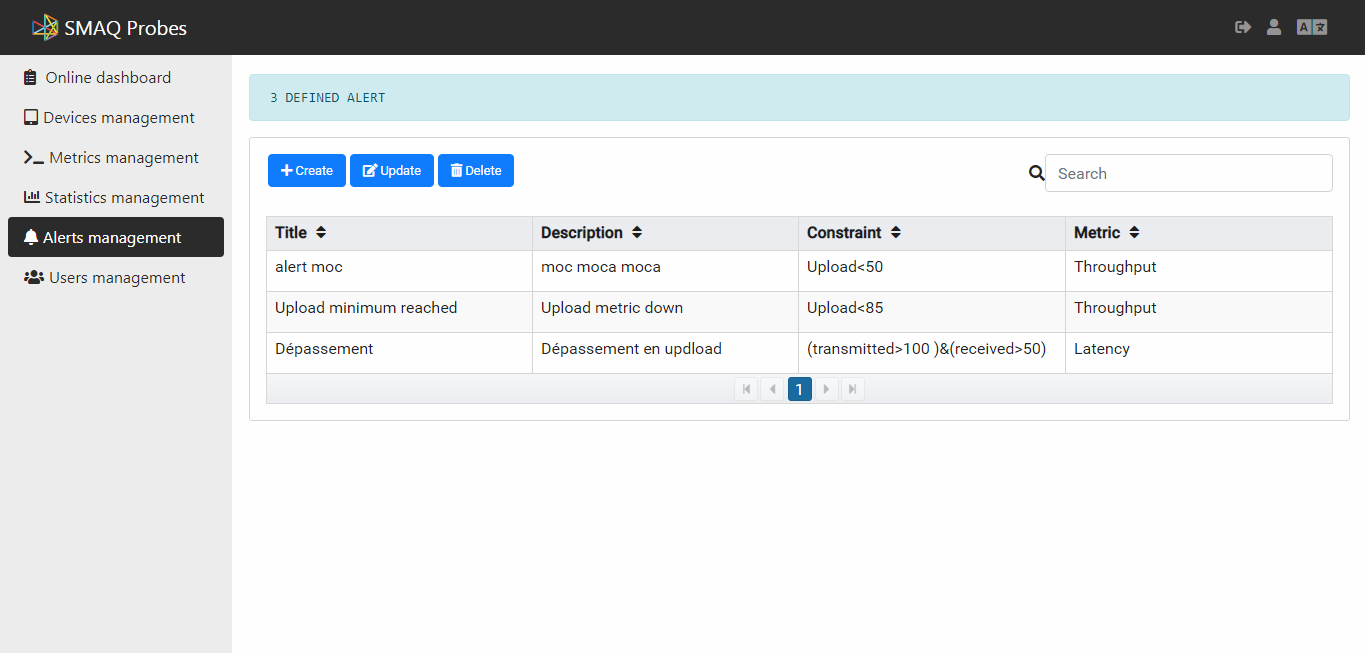 SMAQ Probes
Online dashboard
Devices management
Metrics management
Statistics management
Alerts management
Users management
3 DEFINED ALERT
Create Update Delete Search
Title Description Constraint Metric
alert moc moc moca moca Upload<50 Throughput
Upload minimum reached Upload metric down Upload<85 Throughput
Dépassement Dépassement en updload (transmitted>100 )&(received>50) Latency
1